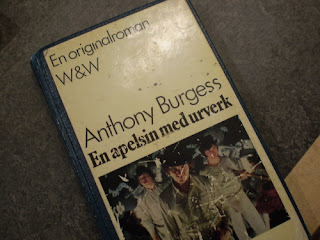 En originalroman
W&W
Anthony Burgess
En apelsin med urverk